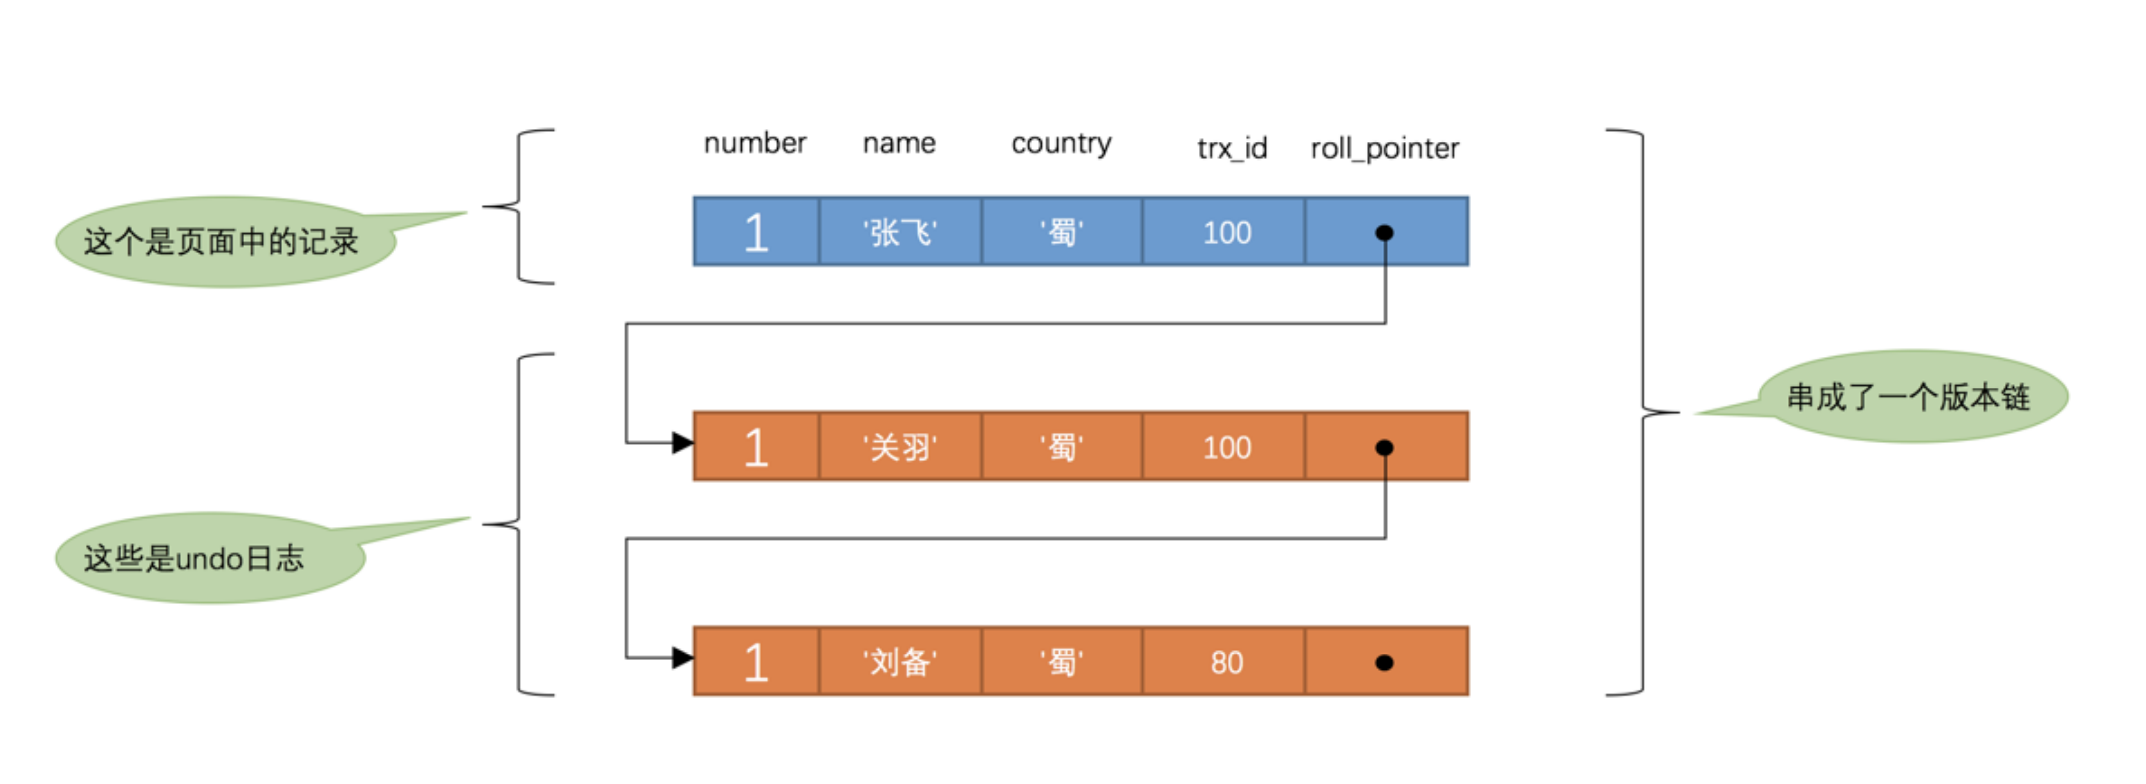 number name country trx_id roll_pointer
这个是页面中的记录
1 '张飞' '蜀' 100
串成了一个版本链
1 '关羽' '蜀' 100
这些是undo日志
1 '刘备' '蜀' 80